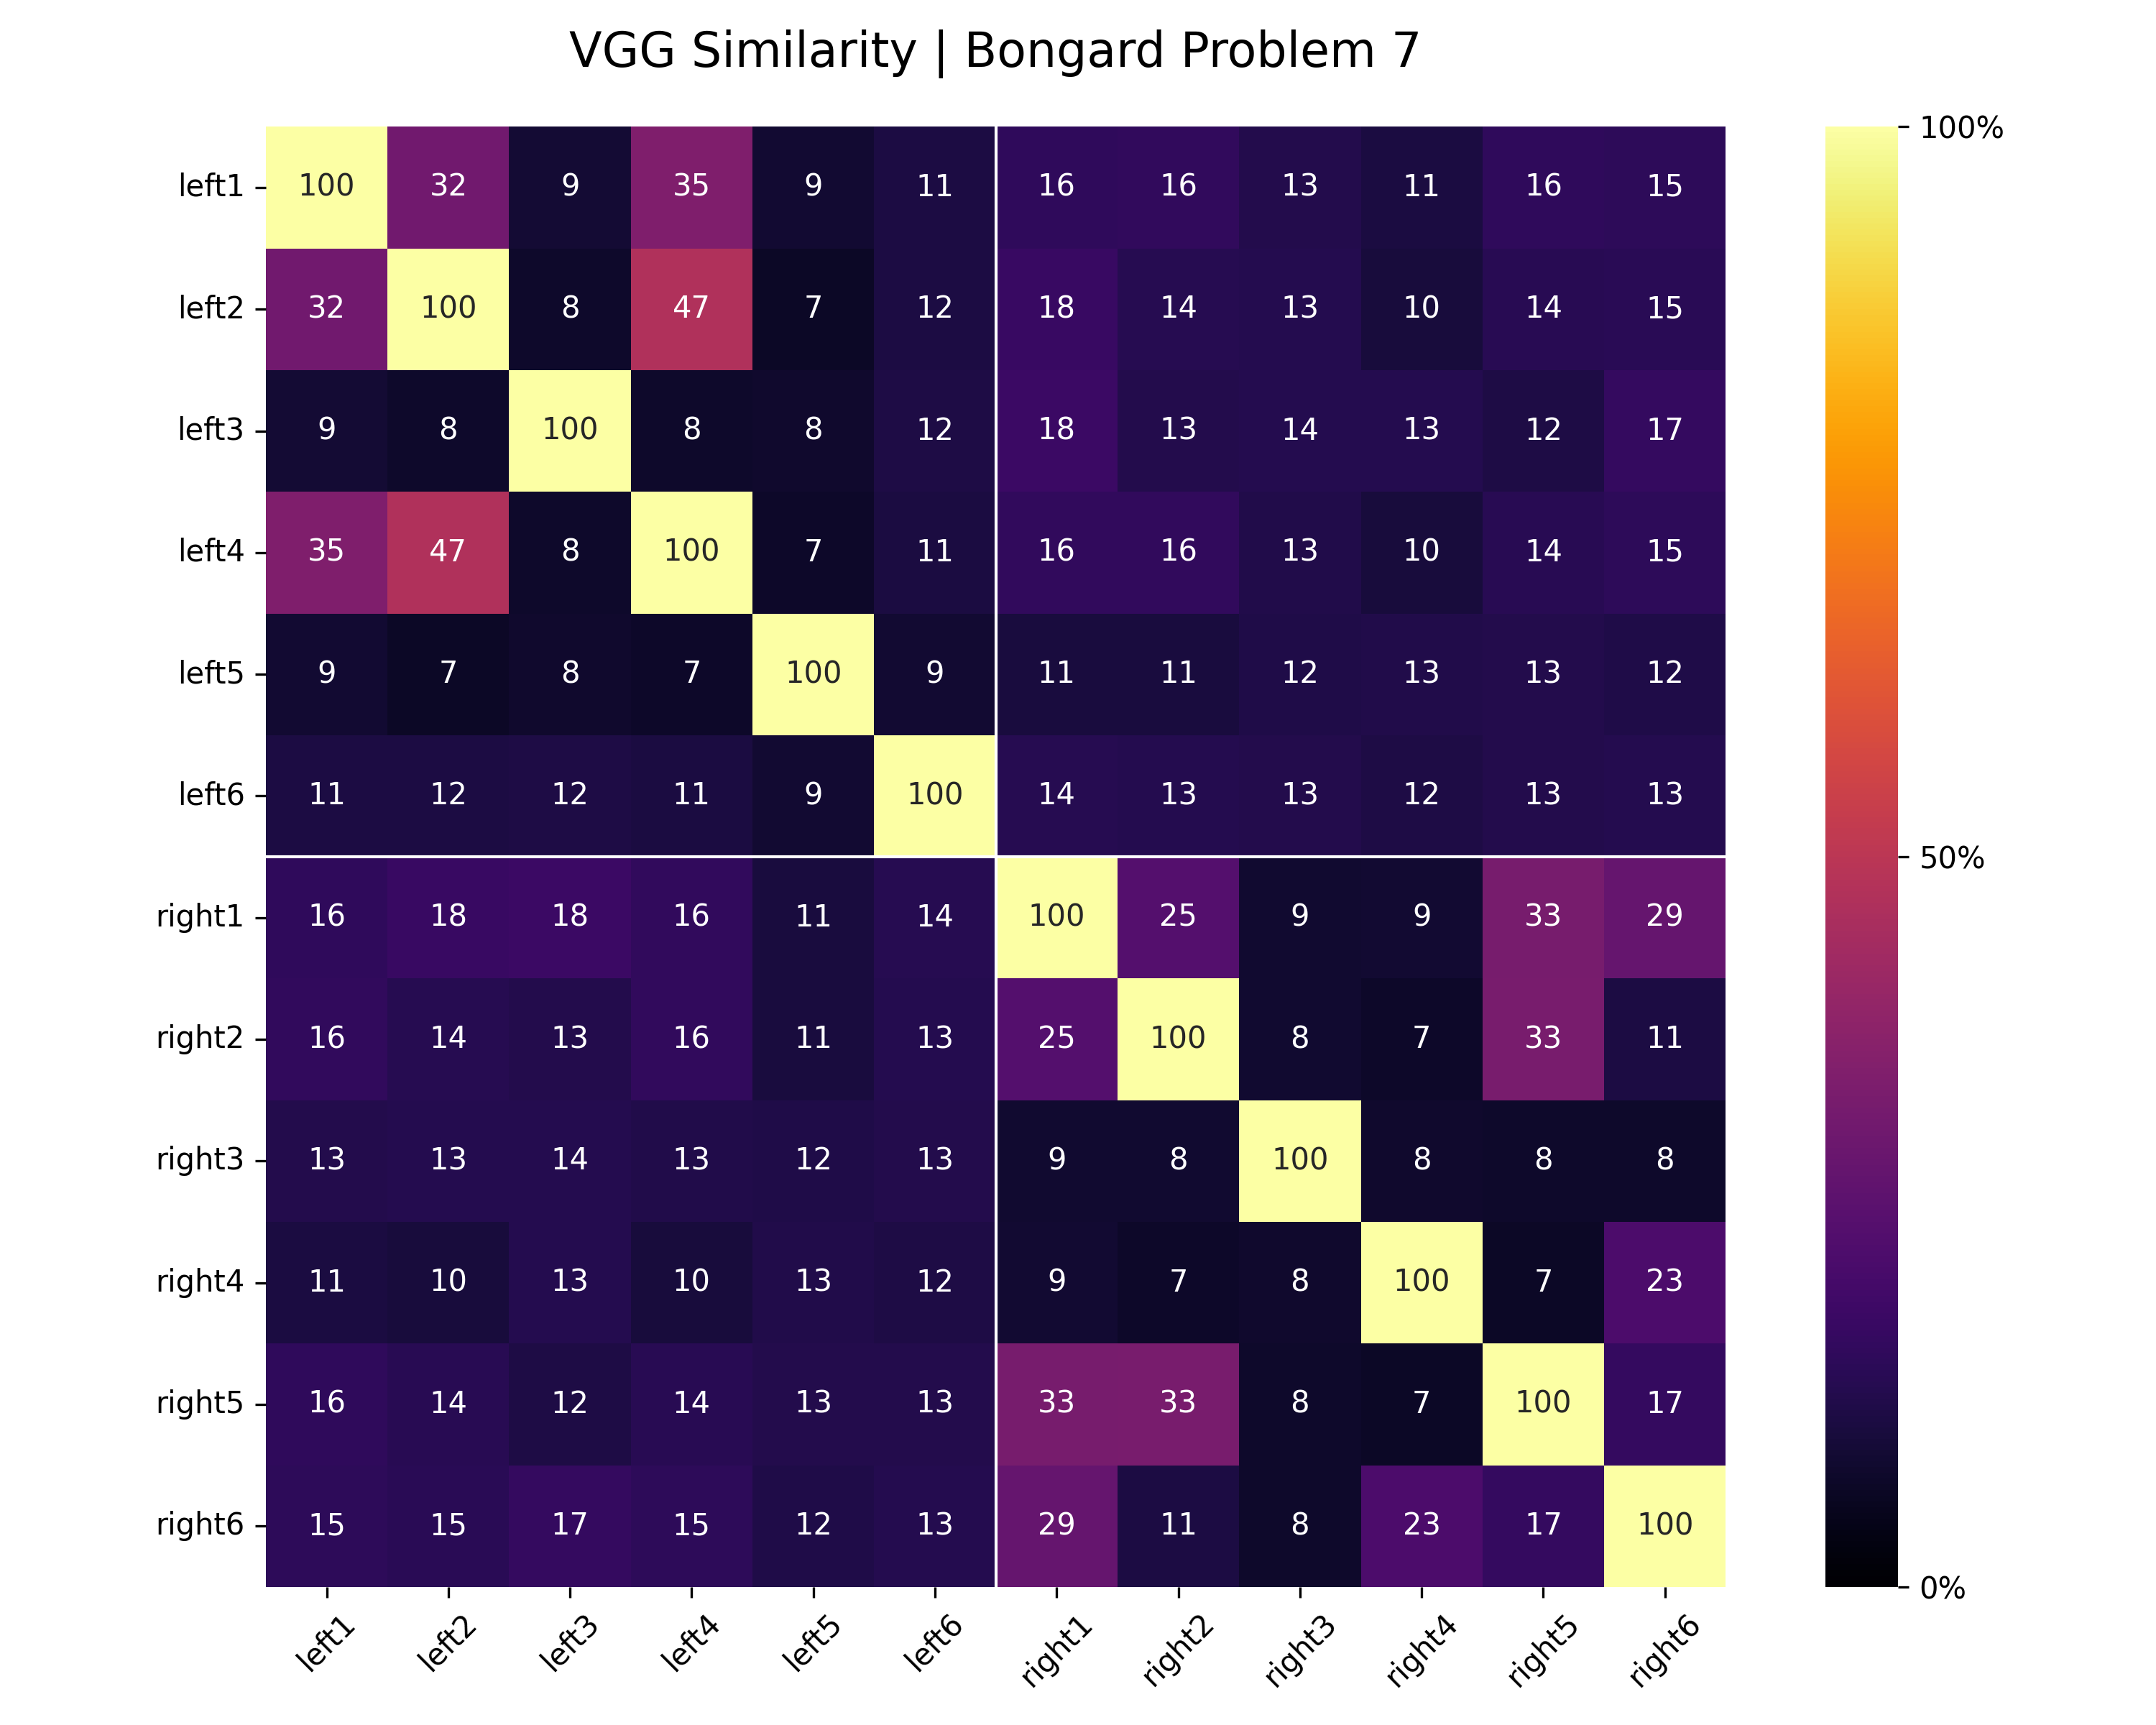 VGG Similarity | Bongard Problem 7
left1 100 32 9 35 9 11 16 16 13 11 16 15
left2 32 100 8 47 7 12 18 14 13 10 14 15
left3 9 8 100 8 8 12 18 13 14 13 12 17
left4 35 47 8 100 7 11 16 16 13 10 14 15
left5 9 7 8 7 100 9 11 11 12 13 13 12
left6 11 12 12 11 9 100 14 13 13 12 13 13
right1 16 18 18 16 11 14 100 25 9 9 33 29
right2 16 14 13 16 11 13 25 100 8 7 33 11
right3 13 13 14 13 12 13 9 8 100 8 8 8
right4 11 10 13 10 13 12 9 7 8 100 7 23
right5 16 14 12 14 13 13 33 33 8 7 100 17
right6 15 15 17 15 12 13 29 11 8 23 17 100
left1 left2 left3 left4 left5 left6 right1 right2 right3 right4 right5 right6
100%
50%
0%